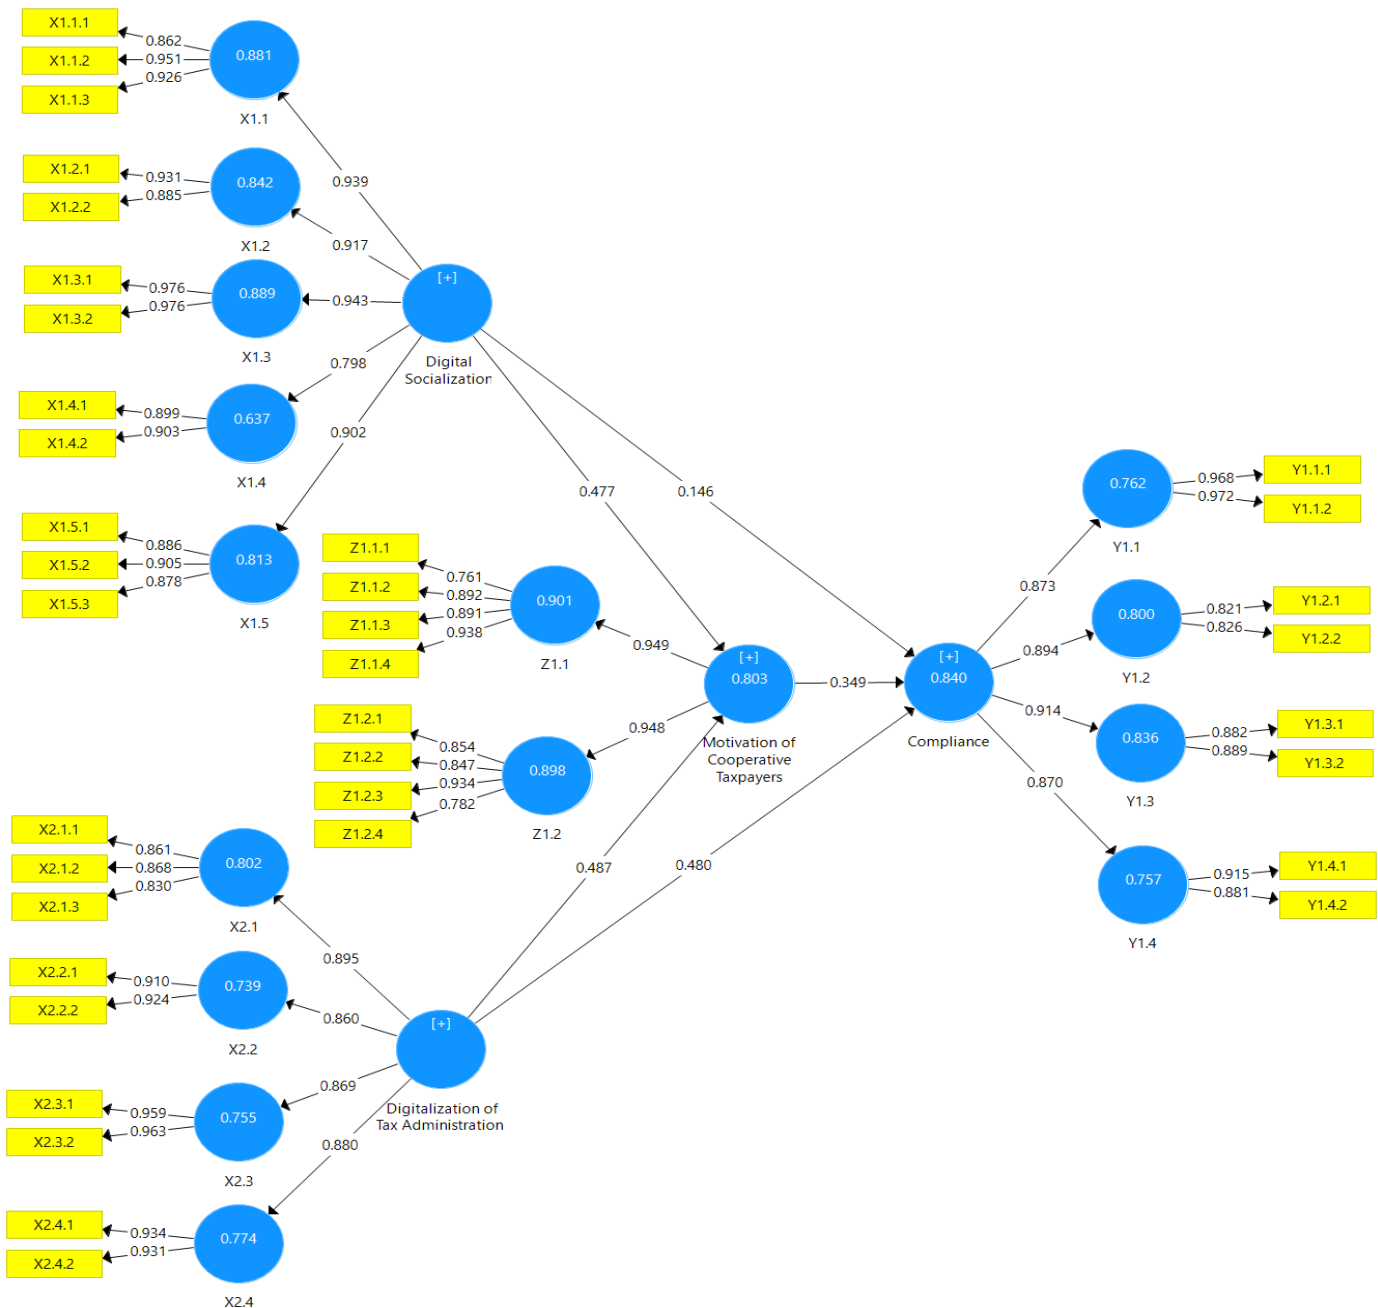 X1.1.1
X1.1.2
X1.1.3
0.862
0.951
0.926
0.881
X1.1
X1.2.1
X1.2.2
0.931
0.885
0.842
X1.2
X1.3.1
X1.3.2
0.976
0.976
0.889
X1.3
X1.4.1
X1.4.2
0.899
0.903
0.637
X1.4
X1.5.1
X1.5.2
X1.5.3
0.886
0.905
0.878
0.813
X1.5
0.939
0.917
0.943
0.798
0.902
[+]
Digital
Socialization
0.477
0.146
Z1.1.1
Z1.1.2
Z1.1.3
Z1.1.4
0.761
0.892
0.891
0.938
0.901
Z1.1
0.949
Z1.2.1
Z1.2.2
Z1.2.3
Z1.2.4
0.854
0.847
0.934
0.782
0.898
Z1.2
0.948
[+]
0.803
Motivation of
Cooperative
Taxpayers
0.349
[+]
0.840
Compliance
0.873
0.894
0.914
0.870
0.762
Y1.1
0.968
0.972
Y1.1.1
Y1.1.2
0.800
Y1.2
0.821
0.826
Y1.2.1
Y1.2.2
0.836
Y1.3
0.882
0.889
Y1.3.1
Y1.3.2
0.757
Y1.4
0.915
0.881
Y1.4.1
Y1.4.2
X2.1.1
X2.1.2
X2.1.3
0.861
0.868
0.830
0.802
X2.1
X2.2.1
X2.2.2
0.910
0.924
0.739
X2.2
X2.3.1
X2.3.2
0.959
0.963
0.755
X2.3
X2.4.1
X2.4.2
0.934
0.931
0.774
X2.4
0.895
0.860
0.869
0.880
[+]
Digitalization of
Tax Administration
0.487
0.480